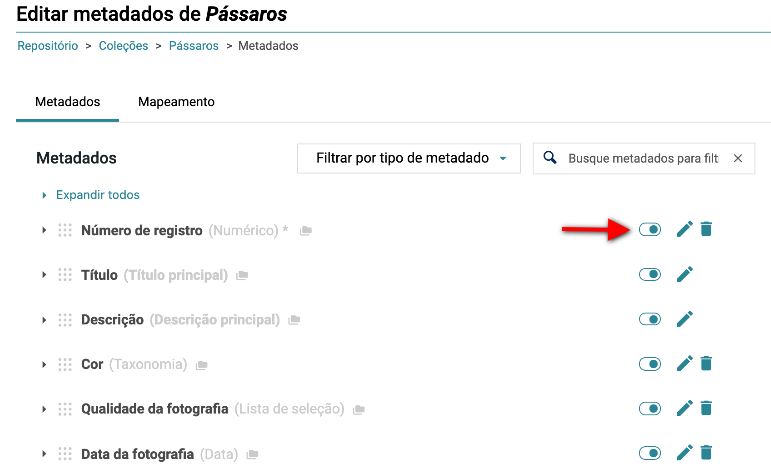 Editar metadados de Pássaros
Repositório > Coleções > Pássaros > Metadados
Metadados Mapeamento
Metadados Filtrar por tipo de metadado Busque metadados para filt
Expandir todos
Número de registro (Numérico) *
Título (Título principal)
Descrição (Descrição principal)
Cor (Taxonomia)
Qualidade da fotografia (Lista de seleção)
Data da fotografia (Data)